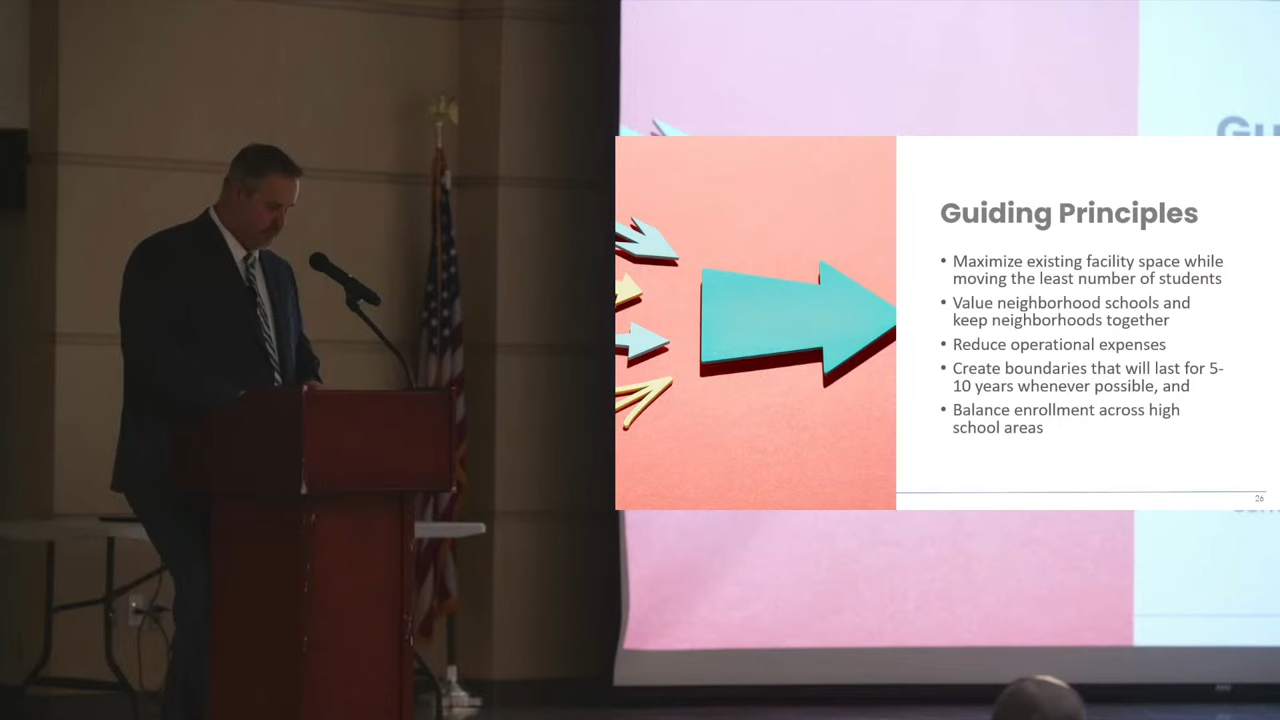 Gu
Guiding Principles
• Maximize existing facility space while
moving the least number of students
• Value neighborhood schools and
keep neighborhoods together
• Reduce operational expenses
• Create boundaries that will last for 5-
10 years whenever possible, and
• Balance enrollment across high
school areas
26